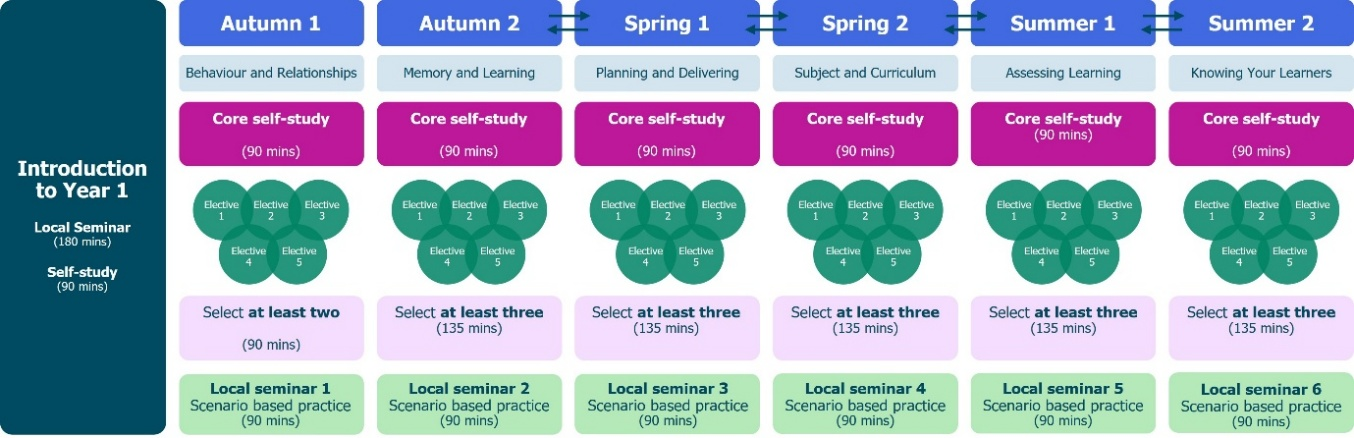 Introduction
to Year 1
Local Seminar
(180 mins)
Self-study
(90 mins)
Autumn 1
Behaviour and Relationships
Core self-study
(90 mins)
Elective
1
Elective
2
Elective
3
Elective
4
Elective
5
Select at least two
(90 mins)
Local seminar 1
Scenario based practice
(90 mins)
Autumn 2
Memory and Learning
Core self-study
(90 mins)
Elective
1
Elective
2
Elective
3
Elective
4
Elective
5
Select at least three
(135 mins)
Local seminar 2
Scenario based practice
(90 mins)
Spring 1
Planning and Delivering
Core self-study
(90 mins)
Elective
1
Elective
2
Elective
3
Elective
4
Elective
5
Select at least three
(135 mins)
Local seminar 3
Scenario based practice
(90 mins)
Spring 2
Subject and Curriculum
Core self-study
(90 mins)
Elective
1
Elective
2
Elective
3
Elective
4
Elective
5
Select at least three
(135 mins)
Local seminar 4
Scenario based practice
(90 mins)
Summer 1
Assessing Learning
Core self-study
(90 mins)
Elective
1
Elective
2
Elective
3
Elective
4
Elective
5
Select at least three
(135 mins)
Local seminar 5
Scenario based practice
(90 mins)
Summer 2
Knowing Your Learners
Core self-study
(90 mins)
Elective
1
Elective
2
Elective
3
Elective
4
Elective
5
Select at least three
(135 mins)
Local seminar 6
Scenario based practice
(90 mins)